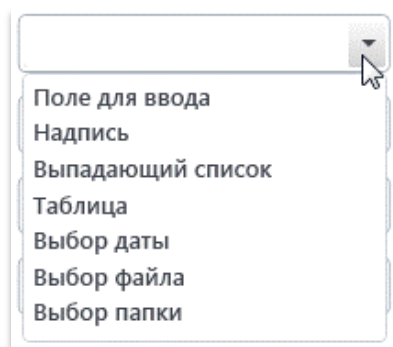 Поле для ввода
Надпись
Выпадающий список
Таблица
Выбор даты
Выбор файла
Выбор папки